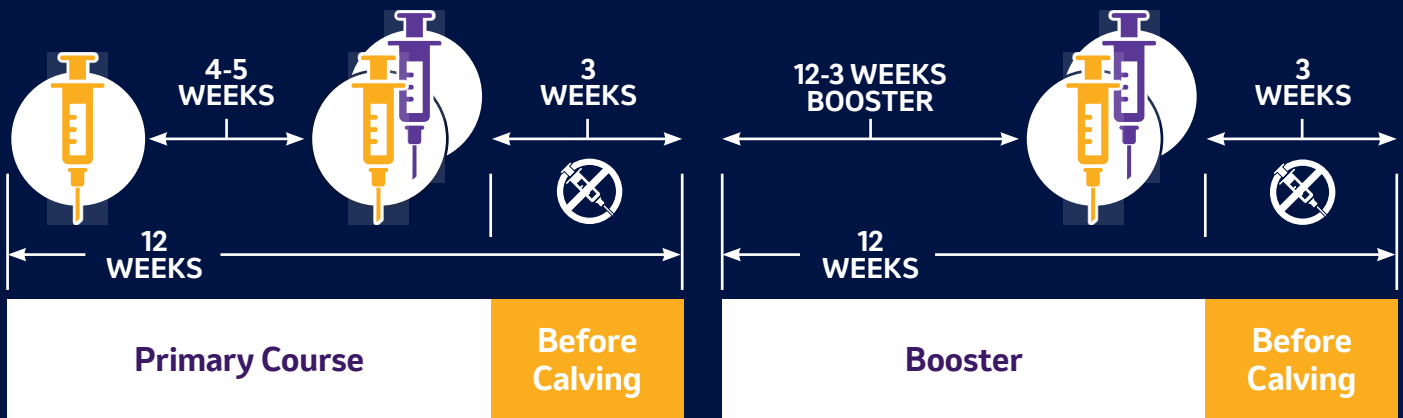 4-5
WEEKS
3
WEEKS
12
WEEKS
Primary Course
Before
Calving
12-3 WEEKS
BOOSTER
3
WEEKS
12
WEEKS
Booster
Before
Calving